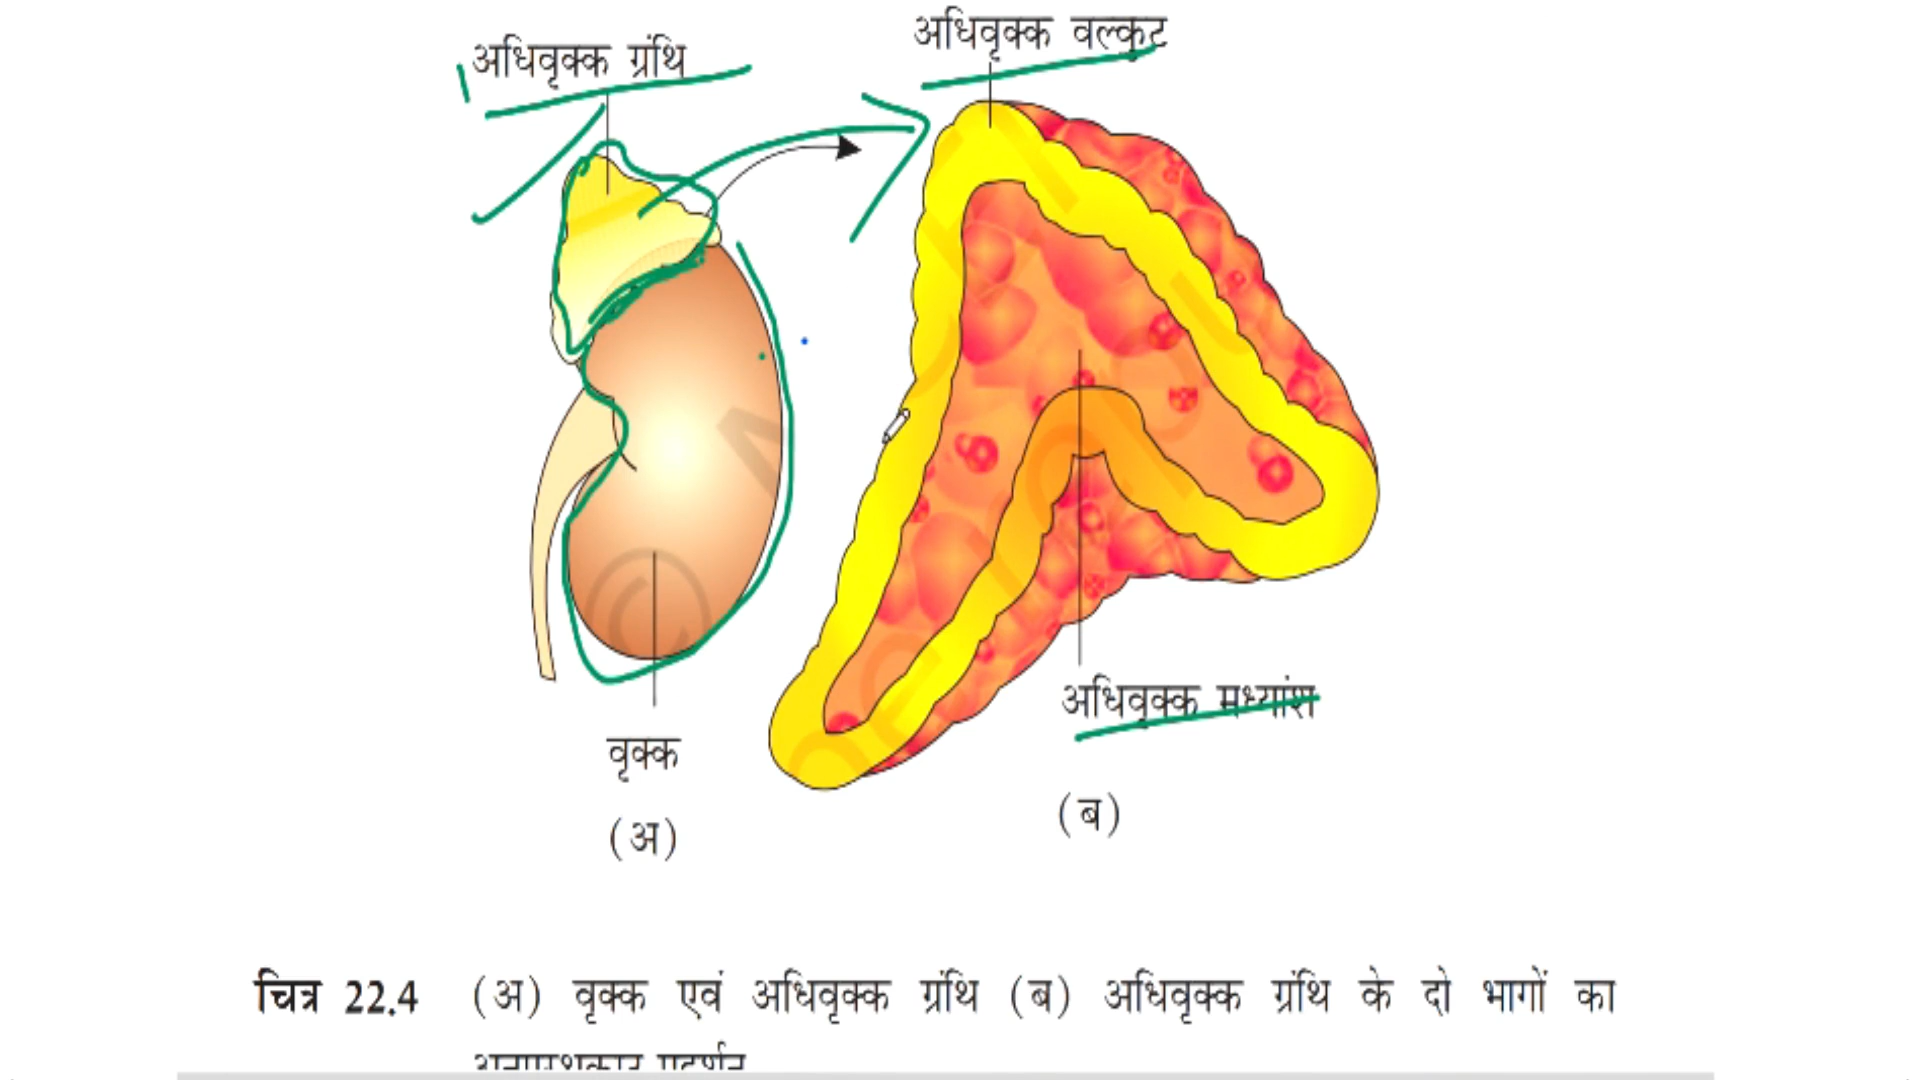 अधिवृक्क ग्रंथि
अधिवृक्क वल्कुट
वृक्क
(अ)
अधिवृक्क मध्यांश
(ब)
चित्र 22.4 (अ) वृक्क एवं अधिवृक्क ग्रंथि (ब) अधिवृक्क ग्रंथि के दो भागों का